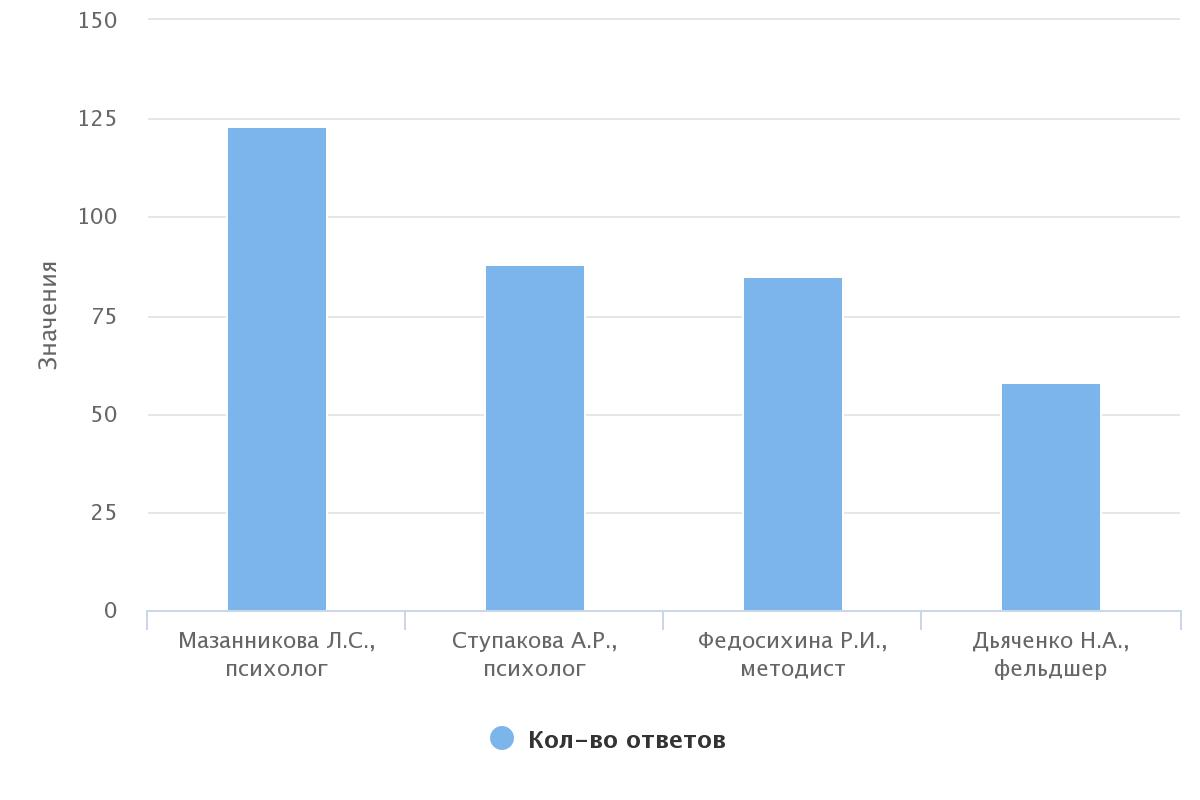 150
125
100
75
50
25
0
Значения
Мазанникова Л.С.,
психолог
Ступакова А.Р.,
психолог
Федосихина Р.И.,
методист
Дьяченко Н.А.,
фельдшер
Кол-во ответов